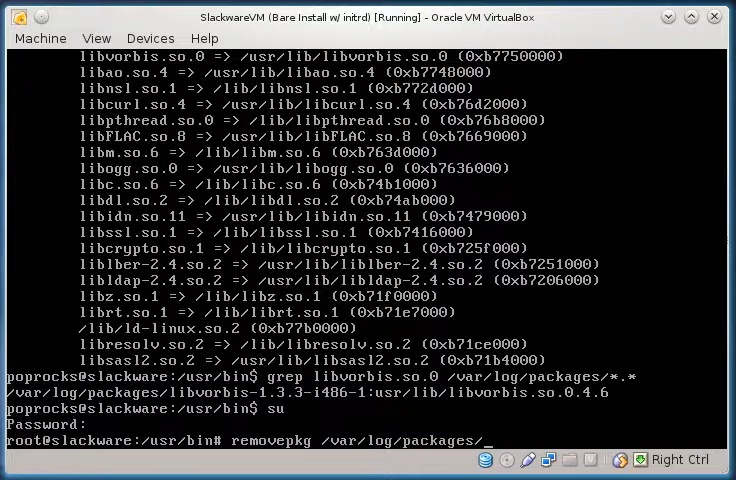 SlackwareVM (Bare Install w/ initrd) [Running] - Oracle VM VirtualBox
Machine View Devices Help
libvorbis.so.0 => /usr/lib/libvorbis.so.0 (0xb7750000)
libao.so.4 => /usr/lib/libao.so.4 (0xb7748000)
libnsl.so.1 => /lib/libnsl.so.1 (0xb772d000)
libcurl.so.4 => /usr/lib/libcurl.so.4 (0xb76d2000)
libpthread.so.0 => /lib/libpthread.so.0 (0xb76b8000)
libFLAC.so.8 => /usr/lib/libFLAC.so.8 (0xb7669000)
libm.so.6 => /lib/libm.so.6 (0xb763d000)
libogg.so.0 => /usr/lib/libogg.so.0 (0xb7636000)
libc.so.6 => /lib/libc.so.6 (0xb74b1000)
libdl.so.2 => /lib/libdl.so.2 (0xb74ab000)
libidn.so.11 => /usr/lib/libidn.so.11 (0xb7479000)
libssl.so.1 => /lib/libssl.so.1 (0xb7416000)
libcrypto.so.1 => /lib/libcrypto.so.1 (0xb725f000)
liblber-2.4.so.2 => /usr/lib/liblber-2.4.so.2 (0xb7251000)
libldap-2.4.so.2 => /usr/lib/libldap-2.4.so.2 (0xb7206000)
libz.so.1 => /lib/libz.so.1 (0xb71f0000)
librt.so.1 => /lib/librt.so.1 (0xb71e7000)
/lib/ld-linux.so.2 (0xb77b0000)
libresolv.so.2 => /lib/libresolv.so.2 (0xb71ce000)
libsasl2.so.2 => /usr/lib/libsasl2.so.2 (0xb71b4000)
poprocks@slackware:/usr/bin$ grep libvorbis.so.0 /var/log/packages/*.*
/var/log/packages/libvorbis-1.3.3-i486-1:usr/lib/libvorbis.so.0.4.6
poprocks@slackware:/usr/bin$ su
Password:
root@slackware:/usr/bin# removepkg /var/log/packages/_
Right Ctrl